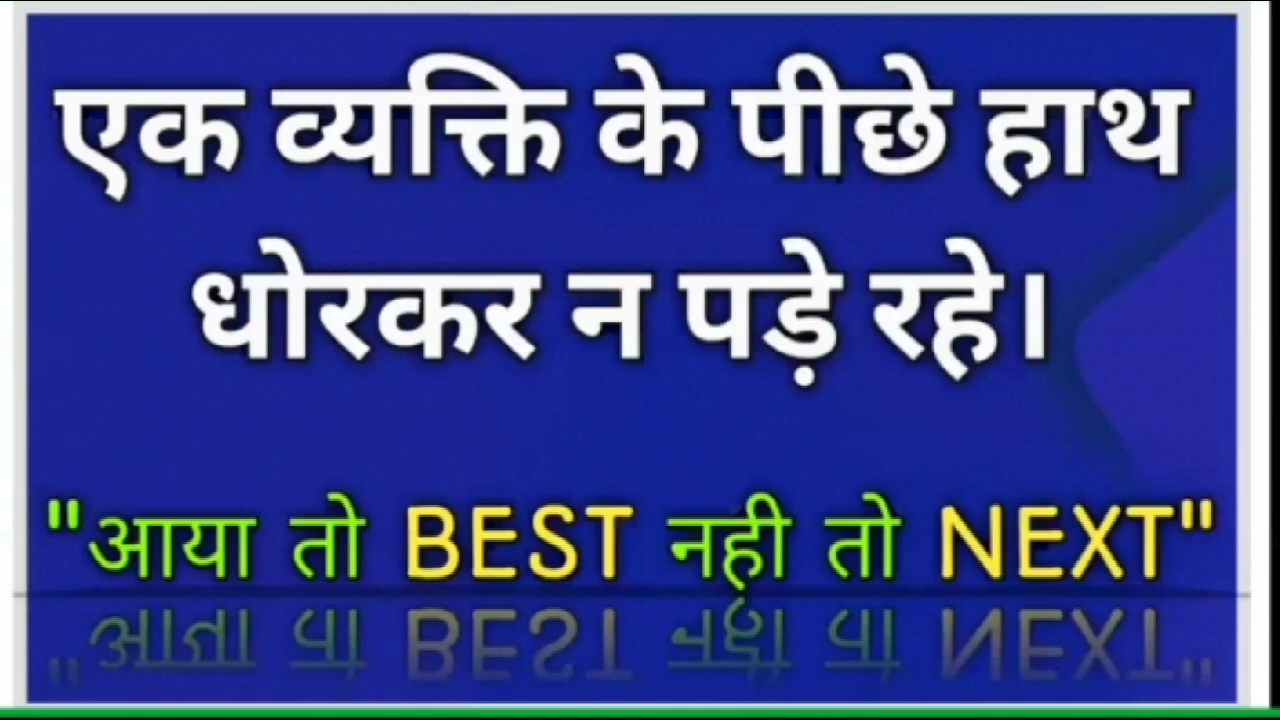 एक व्यक्ति के पीछे हाथ
धोरकर न पड़े रहे।
"आया तो BEST नही तो NEXT"